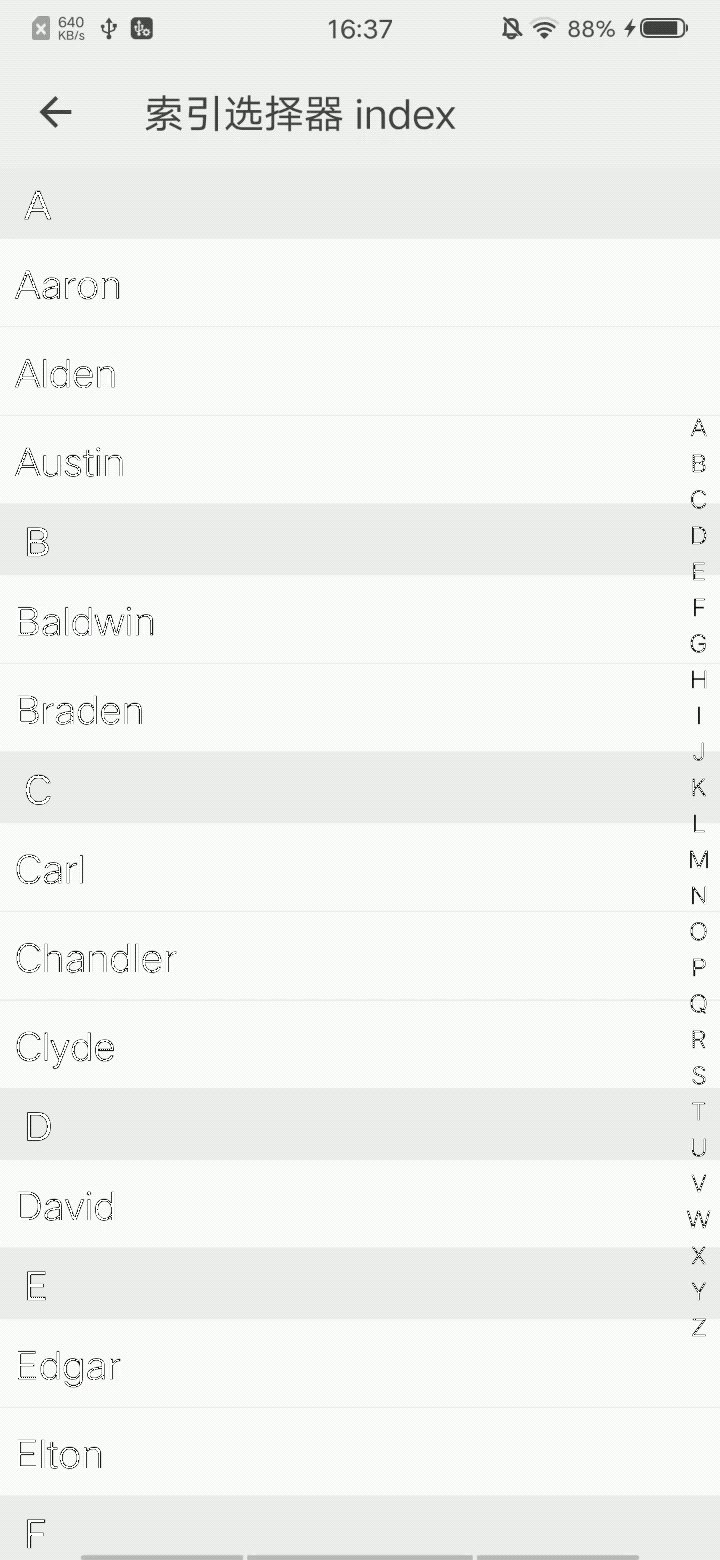 640
KB/s
16:37
88%
索引选择器 index
A
Aaron
Alden
Austin
B
Baldwin
Braden
C
Carl
Chandler
Clyde
D
David
E
Edgar
Elton
F
A
B
C
D
E
F
G
H
I
J
K
L
M
N
O
P
Q
R
S
T
U
V
W
X
Y
Z